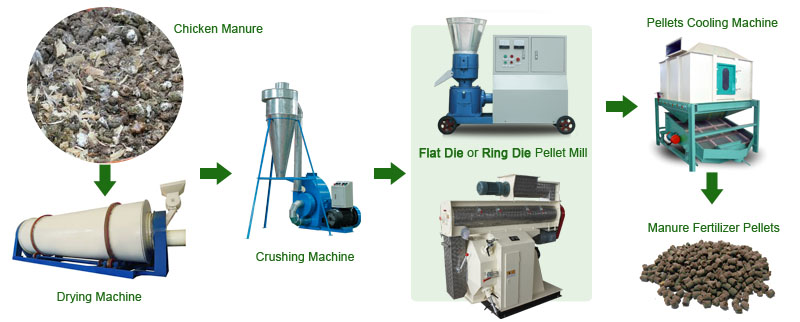 Chicken Manure
Drying Machine
Crushing Machine
Flat Die or Ring Die Pellet Mill
Pellets Cooling Machine
Manure Fertilizer Pellets